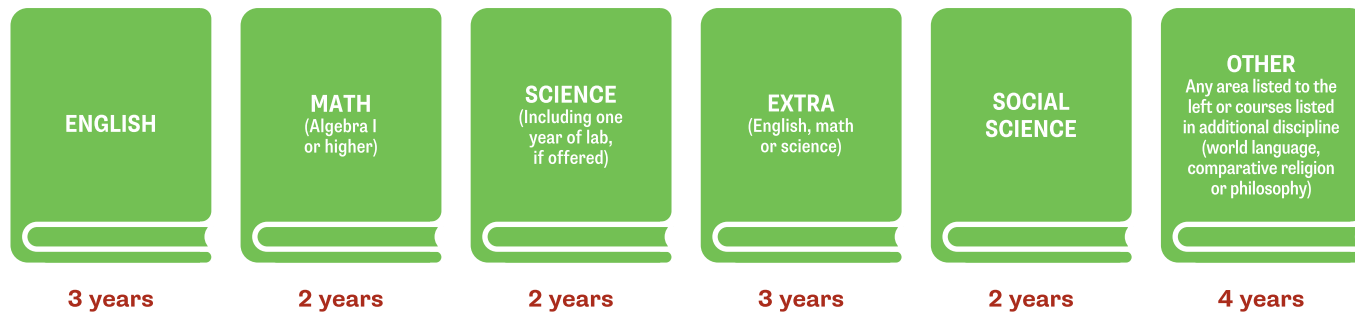 ENGLISH
MATH
(Algebra I
or higher)
SCIENCE
(Including one
year of lab,
if offered)
EXTRA
(English, math
or science)
SOCIAL
SCIENCE
OTHER
Any area listed to the
left or courses listed
in additional discipline
(world language,
comparative religion
or philosophy)
3 years
2 years
2 years
3 years
2 years
4 years